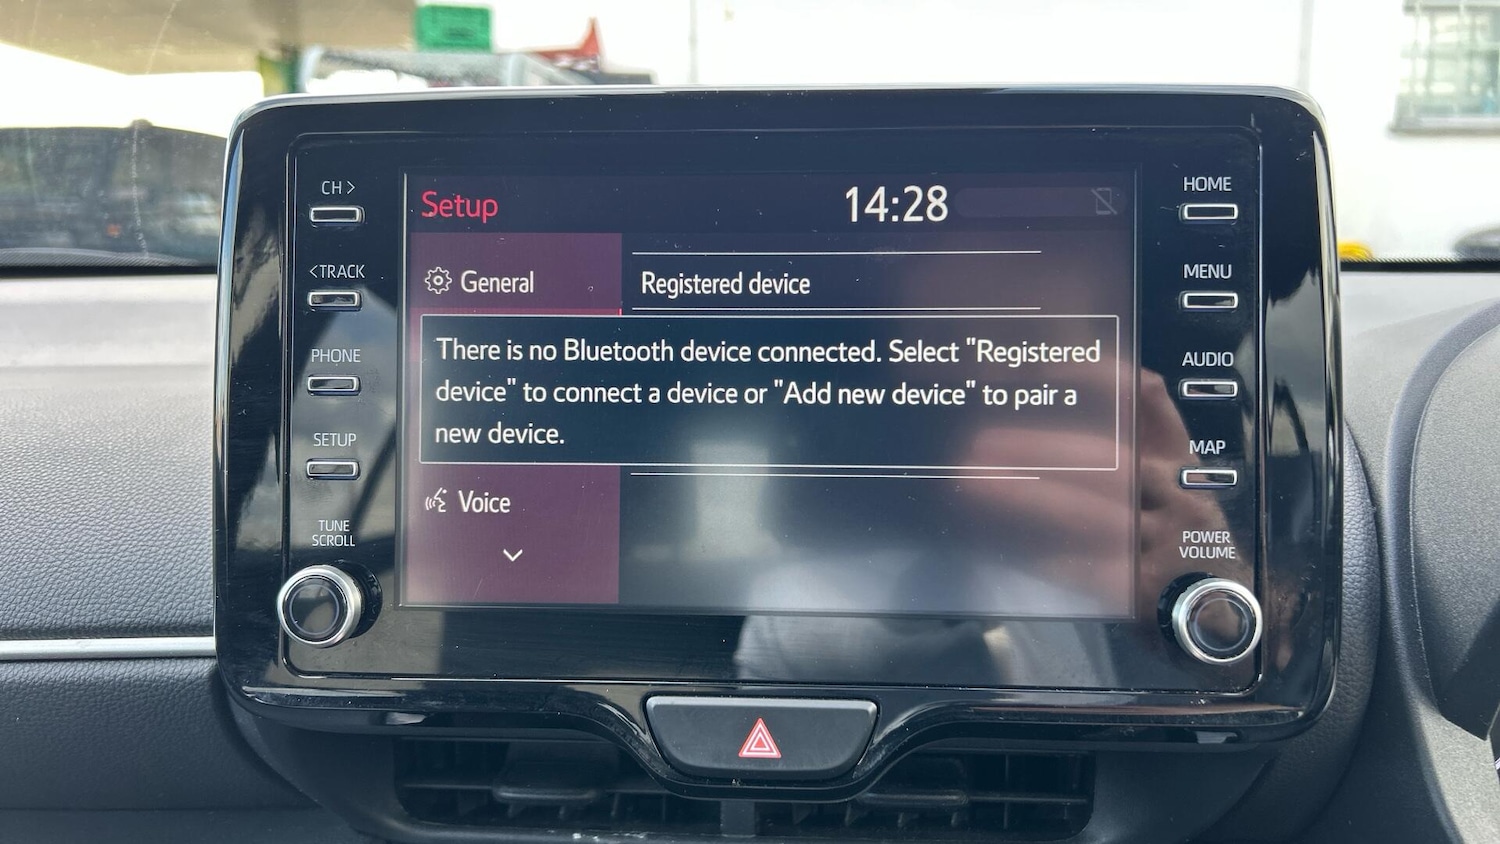 CH >
<TRACK
PHONE
SETUP
TUNE
SCROLL
Setup
14:28
General
Registered device
There is no Bluetooth device connected. Select "Registered
device" to connect a device or "Add new device" to pair a
new device.
Voice
HOME
MENU
AUDIO
MAP
POWER
VOLUME